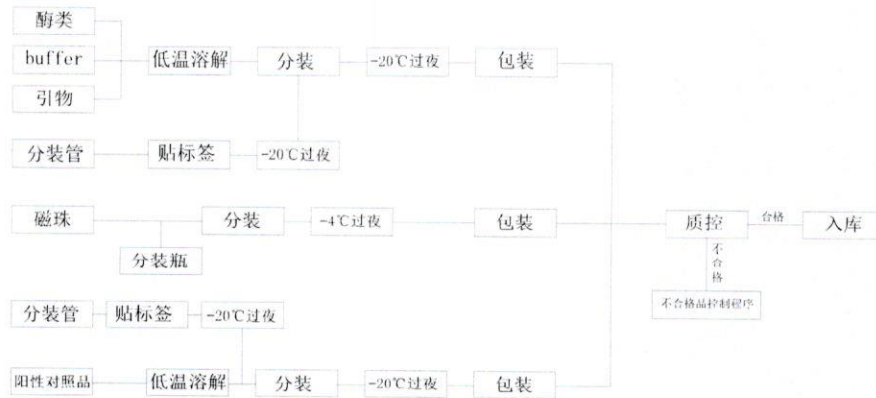 酶类
buffer
引物
低温溶解
分装
-20℃过夜
包装
分装管
贴标签
-20℃过夜
磁珠
分装瓶
分装
-4℃过夜
包装
分装管
贴标签
-20℃过夜
阳性对照品
低温溶解
分装
-20℃过夜
包装
质控
合格
入库
不合格
不合格品控制程序